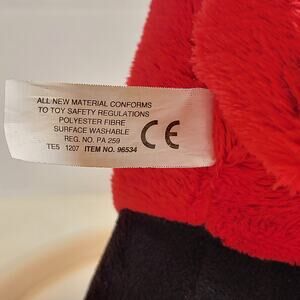 ALL NEW MATERIAL CONFORMS
TO TOY SAFETY REGULATIONS
POLYESTER FIBRE
SURFACE WASHABLE
REG. NO. PA 259
TE5 1207 ITEM NO. 96534
CE